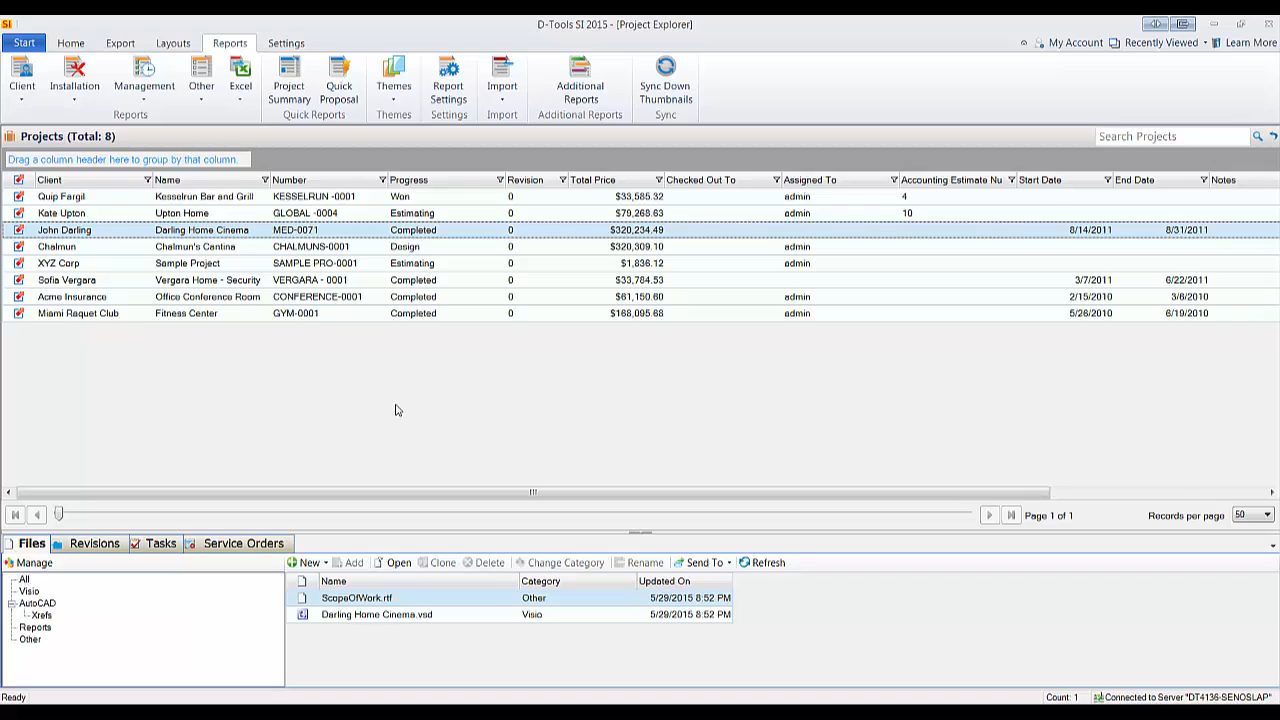 SI
D-Tools SI 2015 - [Project Explorer]
Start Home Export Layouts Reports Settings
My Account Recently Viewed Learn More
Client Installation Management Other Excel Project Summary Quick Proposal Themes Report Settings Import Additional Reports Sync Down Thumbnails
Reports Quick Reports Themes Settings Import Additional Reports Sync
Projects (Total: 8) Search Projects
Drag a column header here to group by that column.
Client Name Number Progress Revision Total Price Checked Out To Assigned To Accounting Estimate Nu Start Date End Date Notes
Quip Fargil Kesselrun Bar and Grill KESSELRUN -0001 Won 0 $33,585.32 admin 4
Kate Upton Upton Home GLOBAL -0004 Estimating 0 $79,268.63 admin 10
John Darling Darling Home Cinema MED-0071 Completed 0 $320,234.49 8/14/2011 8/31/2011
Chalmun Chalmun's Cantina CHALMUNS-0001 Design 0 $320,309.10 admin
XYZ Corp Sample Project SAMPLE PRO-0001 Estimating 0 $1,836.12 admin
Sofia Vergara Vergara Home - Security VERGARA - 0001 Completed 0 $33,784.53 3/7/2011 6/22/2011
Acme Insurance Office Conference Room CONFERENCE-0001 Completed 0 $61,150.60 admin 2/15/2010 3/6/2010
Miami Raquet Club Fitness Center GYM-0001 Completed 0 $168,095.68 admin 5/26/2010 6/19/2010
Page 1 of 1 Records per page 50
Files Revisions Tasks Service Orders
Manage New Add Open Clone Delete Change Category Rename Send To Refresh
All
Visio
AutoCAD
Xrefs
Reports
Other
Name Category Updated On
ScopeOfWork.rtf Other 5/29/2015 8:52 PM
Darling Home Cinema.vsd Visio 5/29/2015 8:52 PM
Ready Count: 1 Connected to Server "DT4136-SENOSLAP"